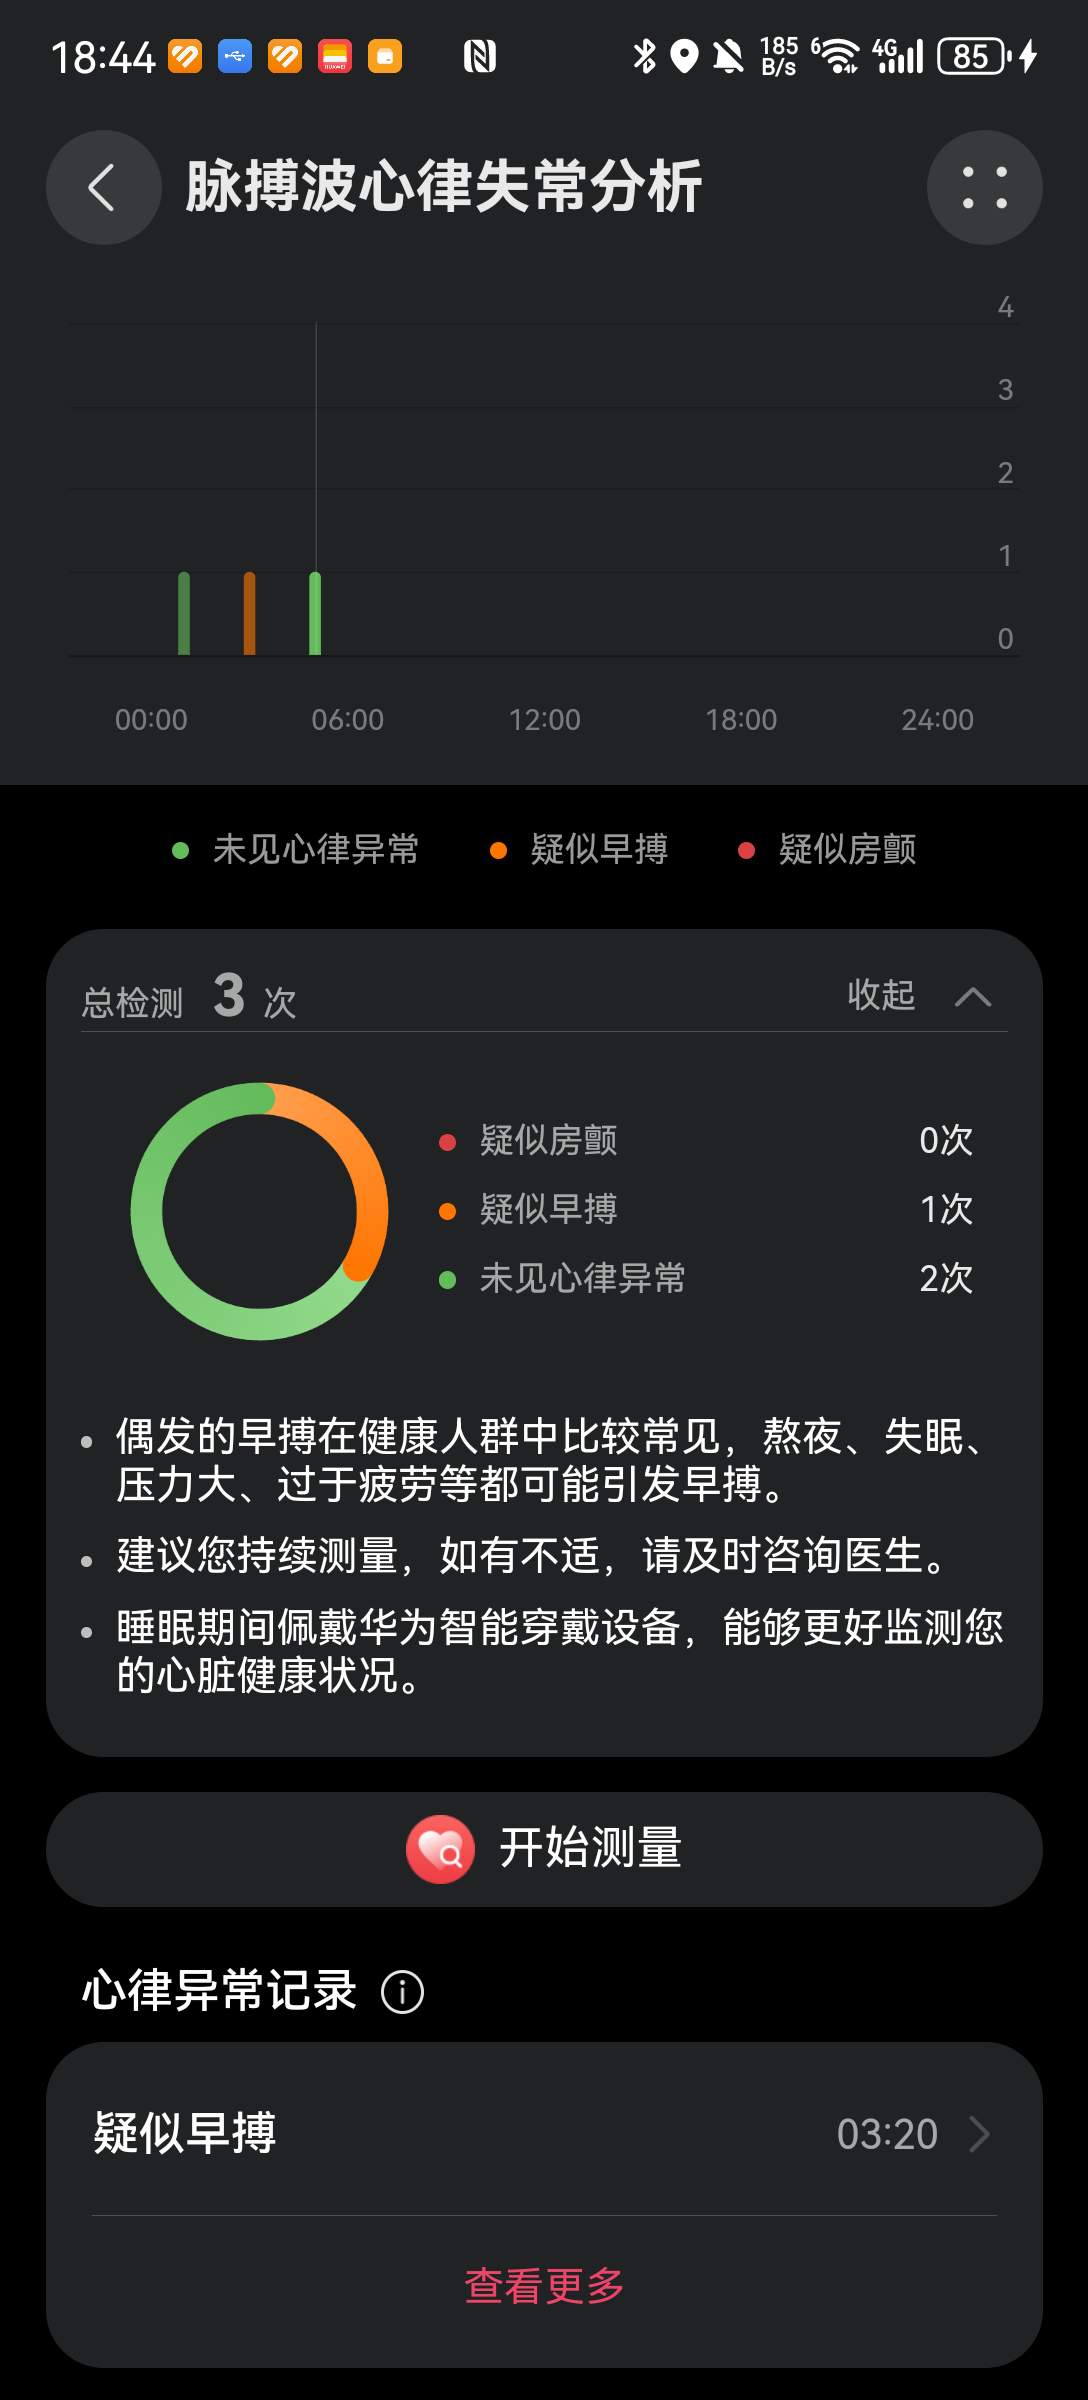 18:44
HUAWEI
185
B/s
6
4G
85
脉搏波心律失常分析
4
3
2
1
0
00:00 06:00 12:00 18:00 24:00
未见心律异常 疑似早搏 疑似房颤
总检测 3 次 收起
疑似房颤 0次
疑似早搏 1次
未见心律异常 2次
偶发的早搏在健康人群中比较常见，熬夜、失眠、
压力大、过于疲劳等都可能引发早搏。
建议您持续测量，如有不适，请及时咨询医生。
睡眠期间佩戴华为智能穿戴设备，能够更好监测您
的心脏健康状况。
开始测量
心律异常记录
疑似早搏 03:20
查看更多